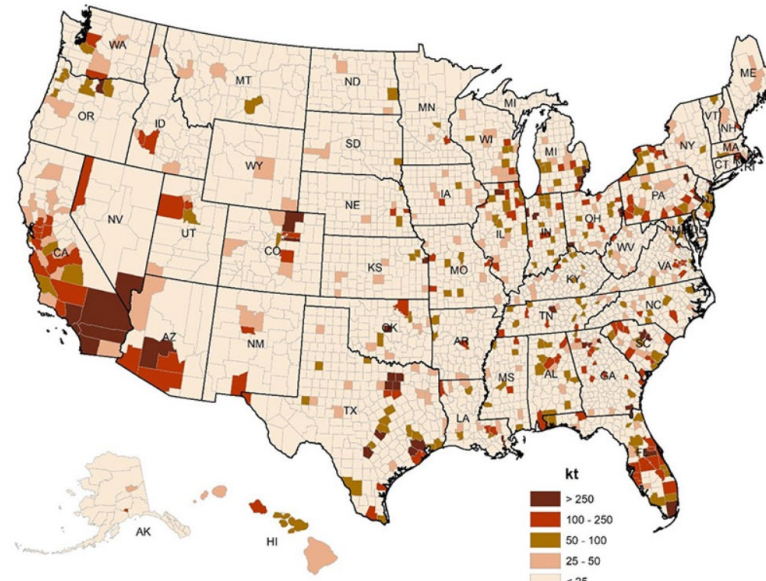 WA
MT
ND
MN
MI
ME
VT
NH
OR
ID
SD
WI
MI
NY
MA
CT
RI
WY
IA
PA
NE
NV
UT
CO
IL
IN
OH
WV
CA
KS
MO
KY
VA
NC
TN
AZ
NM
OK
AR
SC
MS
AL
GA
TX
LA
FL
AK
HI
kt
> 250
100 - 250
50 - 100
25 - 50
< 25